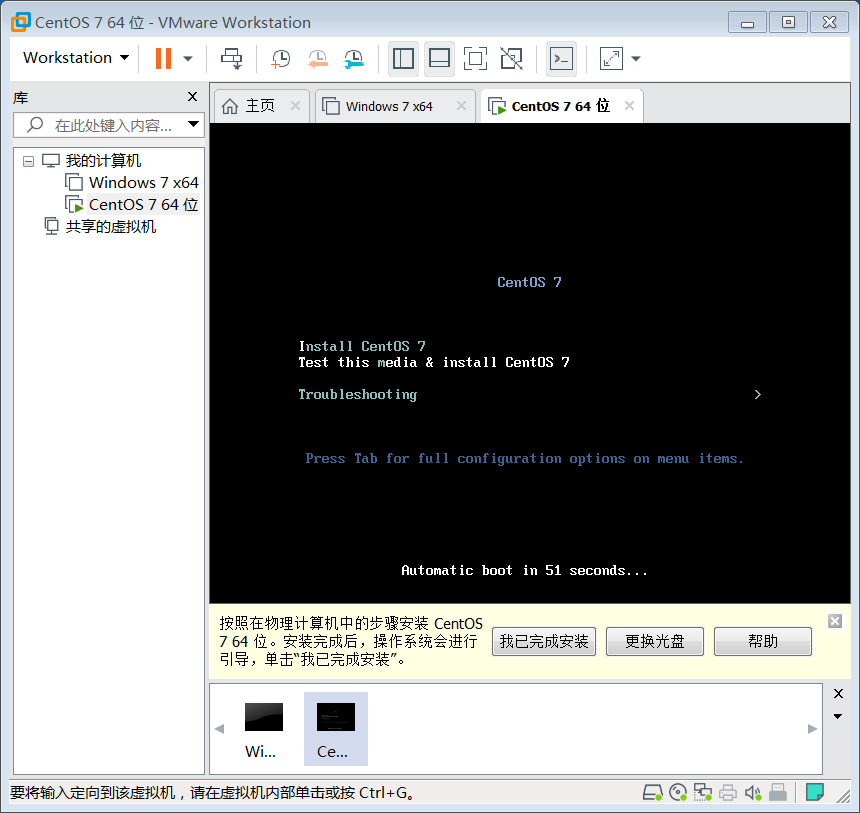 CentOS 7 64 位 - VMware Workstation
Workstation
库
在此处键入内容...
我的计算机
Windows 7 x64
CentOS 7 64 位
共享的虚拟机
主页
Windows 7 x64
CentOS 7 64 位
CentOS 7
Install CentOS 7
Test this media & install CentOS 7
Troubleshooting >
Press Tab for full configuration options on menu items.
Automatic boot in 51 seconds...
按照在物理计算机中的步骤安装 CentOS
7 64 位。安装完成后，操作系统会进行
引导，单击“我已完成安装”。
我已完成安装
更换光盘
帮助
Wi...
Ce...
要将输入定向到该虚拟机，请在虚拟机内部单击或按 Ctrl+G。